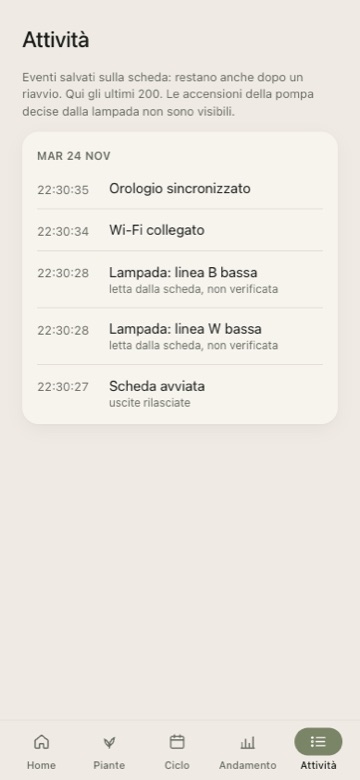 Attività
Eventi salvati sulla scheda: restano anche dopo un
riavvio. Qui gli ultimi 200. Le accensioni della pompa
decise dalla lampada non sono visibili.
MAR 24 NOV
22:30:35 Orologio sincronizzato
22:30:34 Wi-Fi collegato
22:30:28 Lampada: linea B bassa
letta dalla scheda, non verificata
22:30:28 Lampada: linea W bassa
letta dalla scheda, non verificata
22:30:27 Scheda avviata
uscite rilasciate
Home Piante Ciclo Andamento Attività